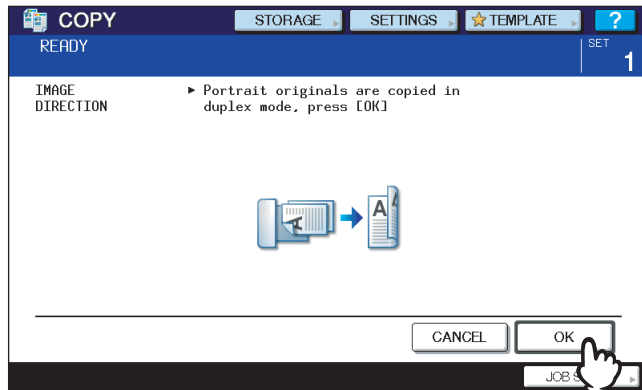 COPY
STORAGE
SETTINGS
TEMPLATE
?
READY
SET
1
IMAGE
DIRECTION
▶ Portrait originals are copied in
duplex mode, press [OK]
A
A
A
CANCEL
OK
JOB